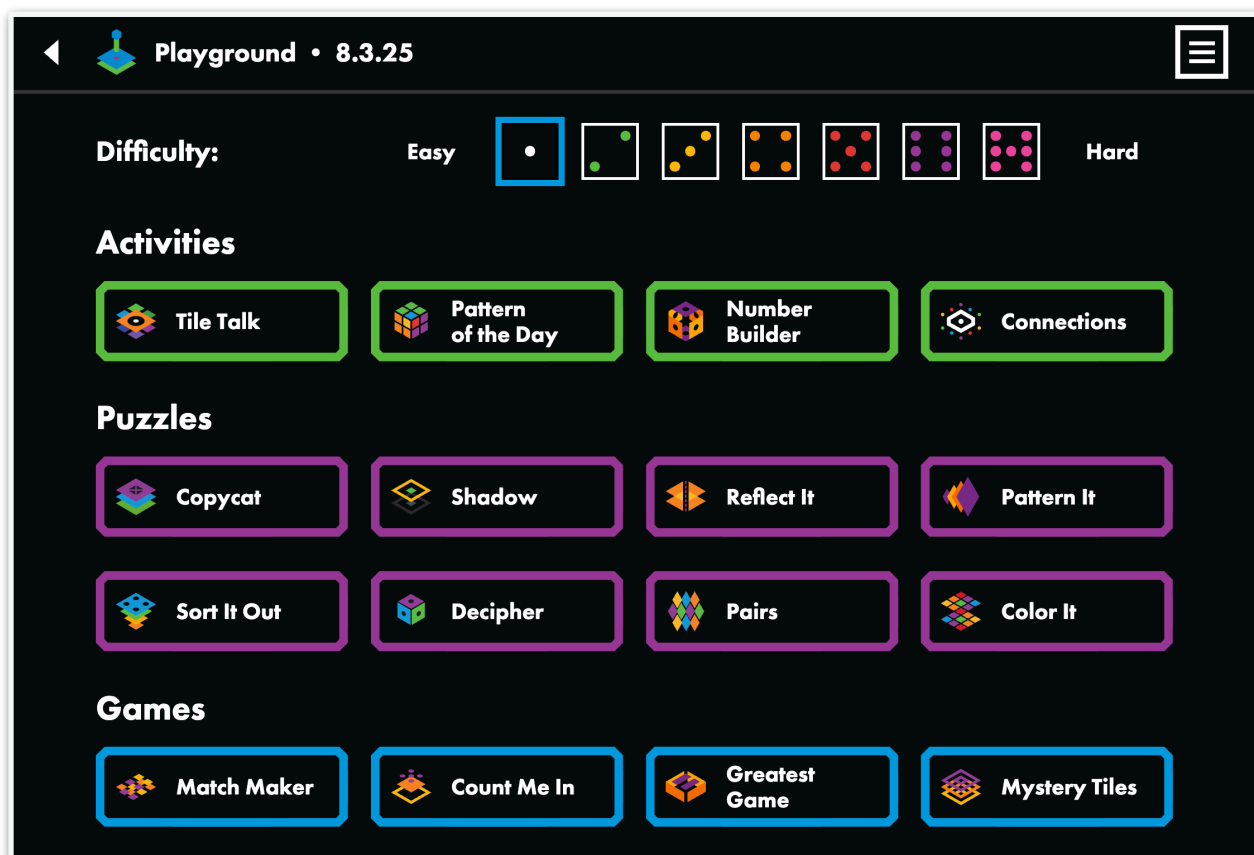 Playground • 8.3.25
Difficulty:
Easy
Hard
Activities
Tile Talk
Pattern
of the Day
Number
Builder
Connections
Puzzles
Copycat
Shadow
Reflect It
Pattern It
Sort It Out
Decipher
Pairs
Color It
Games
Match Maker
Count Me In
Greatest
Game
Mystery Tiles